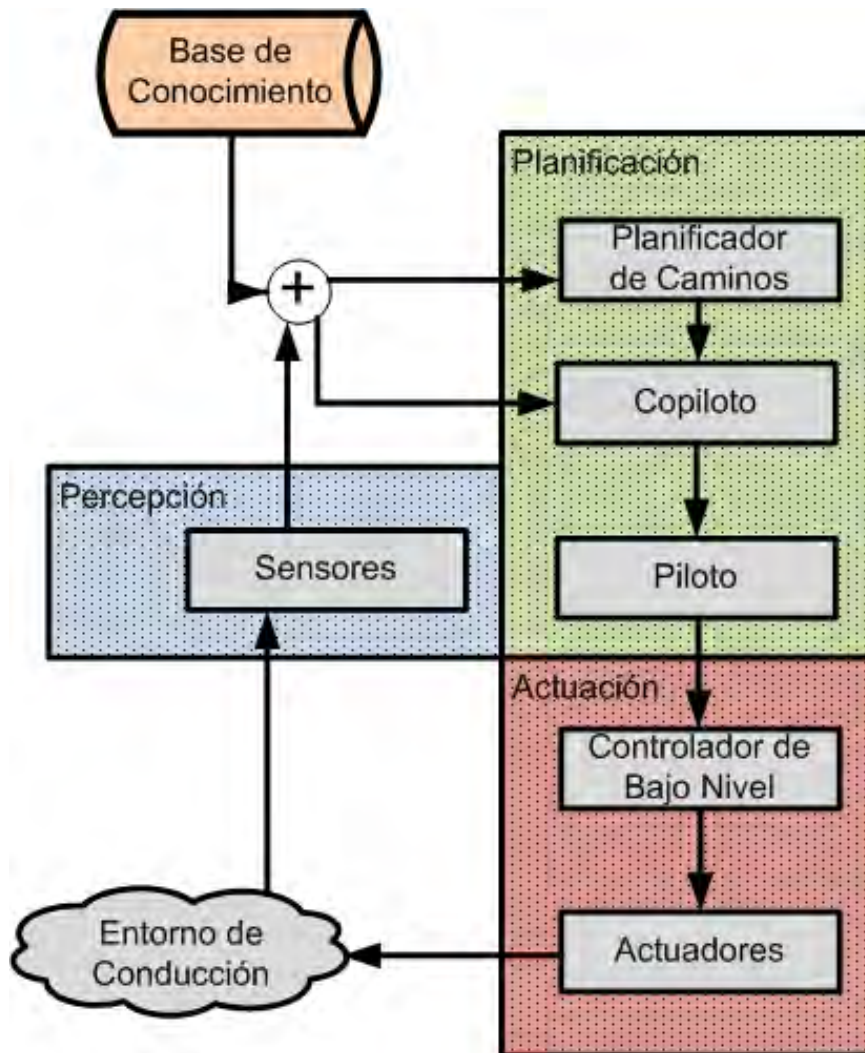 Base de
Conocimiento
Planificación
Planificador
de Caminos
+
Copiloto
Percepción
Sensores
Piloto
Actuación
Controlador de
Bajo Nivel
Entorno de
Conducción
Actuadores